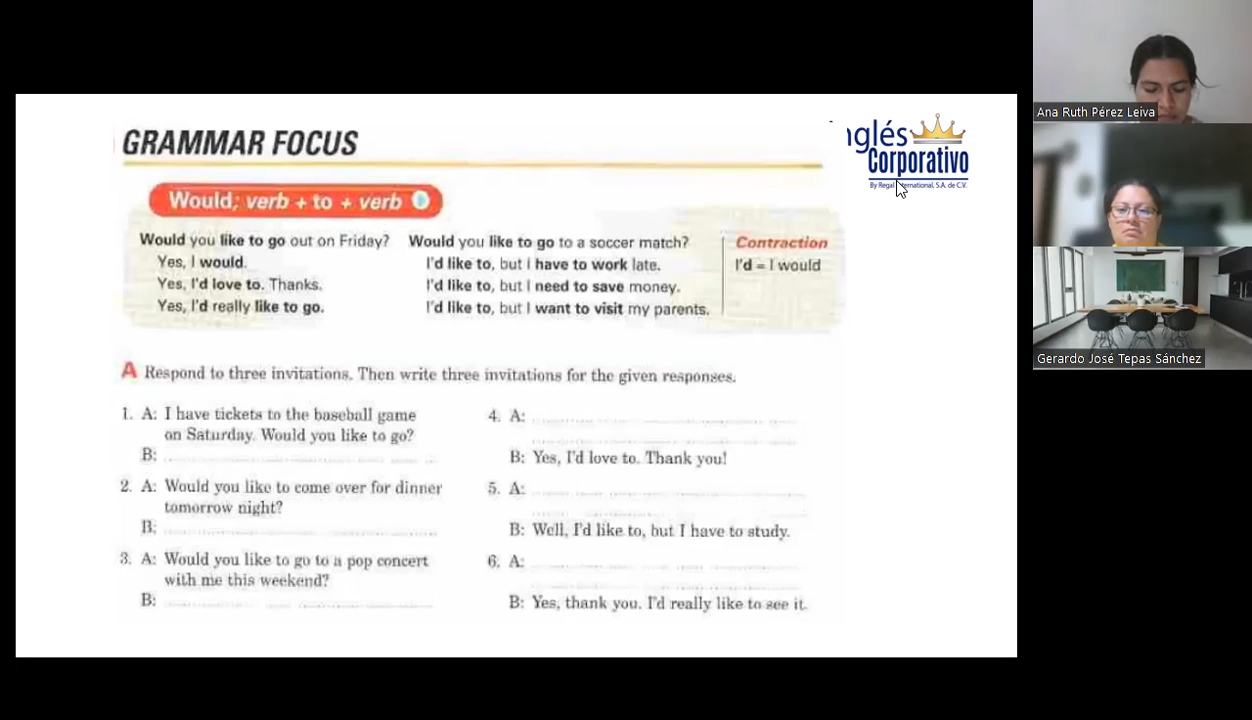 GRAMMAR FOCUS
nglés
Corporativo
By Regal International, S.A. de C.V.
Would; verb + to + verb
Would you like to go out on Friday?
Yes, I would.
Yes, I'd love to. Thanks.
Yes, I'd really like to go.
Would you like to go to a soccer match?
I'd like to, but I have to work late.
I'd like to, but I need to save money.
I'd like to, but I want to visit my parents.
Contraction
I'd = I would
A Respond to three invitations. Then write three invitations for the given responses.
1. A: I have tickets to the baseball game
on Saturday. Would you like to go?
B:
2. A: Would you like to come over for dinner
tomorrow night?
B:
3. A: Would you like to go to a pop concert
with me this weekend?
B:
4. A:
B: Yes, I'd love to. Thank you!
5. A:
B: Well, I'd like to, but I have to study.
6. A:
B: Yes, thank you. I'd really like to see it.
Ana Ruth Pérez Leiva
Gerardo José Tepas Sánchez